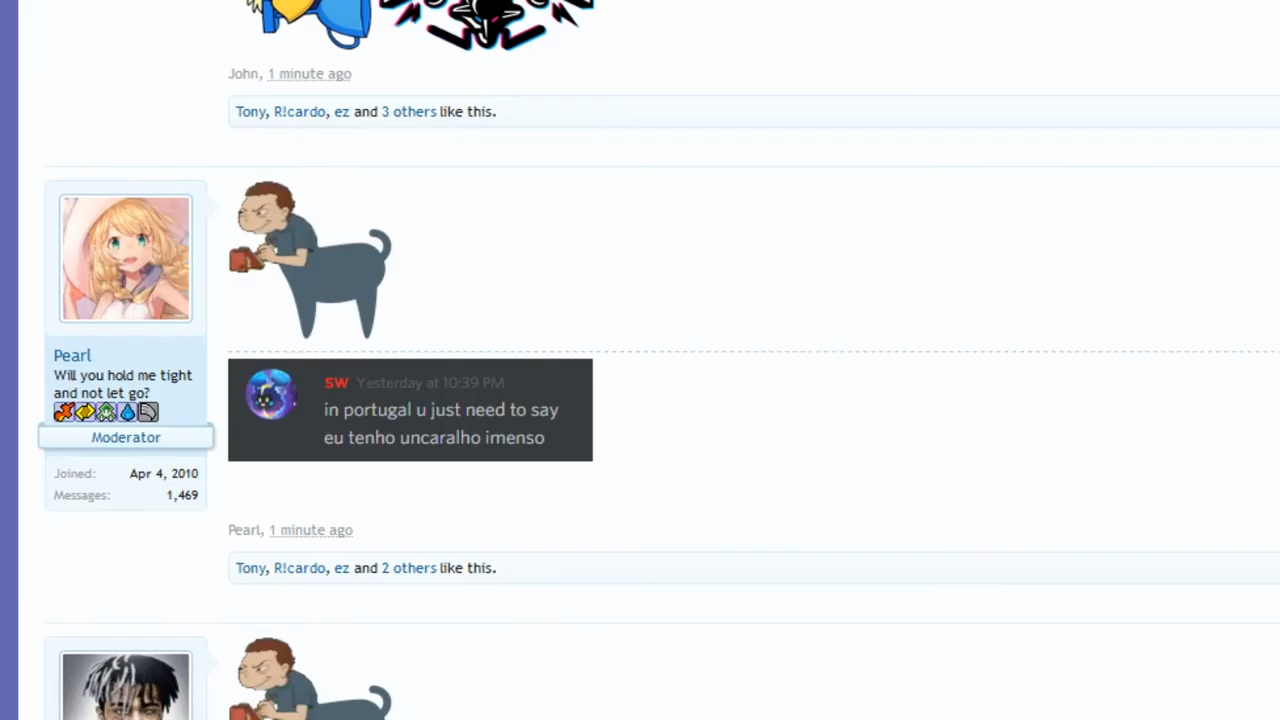 John, 1 minute ago
Tony, R!cardo, ez and 3 others like this.
Pearl
Will you hold me tight
and not let go?
Moderator
Joined: Apr 4, 2010
Messages: 1,469
SW Yesterday at 10:39 PM
in portugal u just need to say
eu tenho uncaralho imenso
Pearl, 1 minute ago
Tony, R!cardo, ez and 2 others like this.